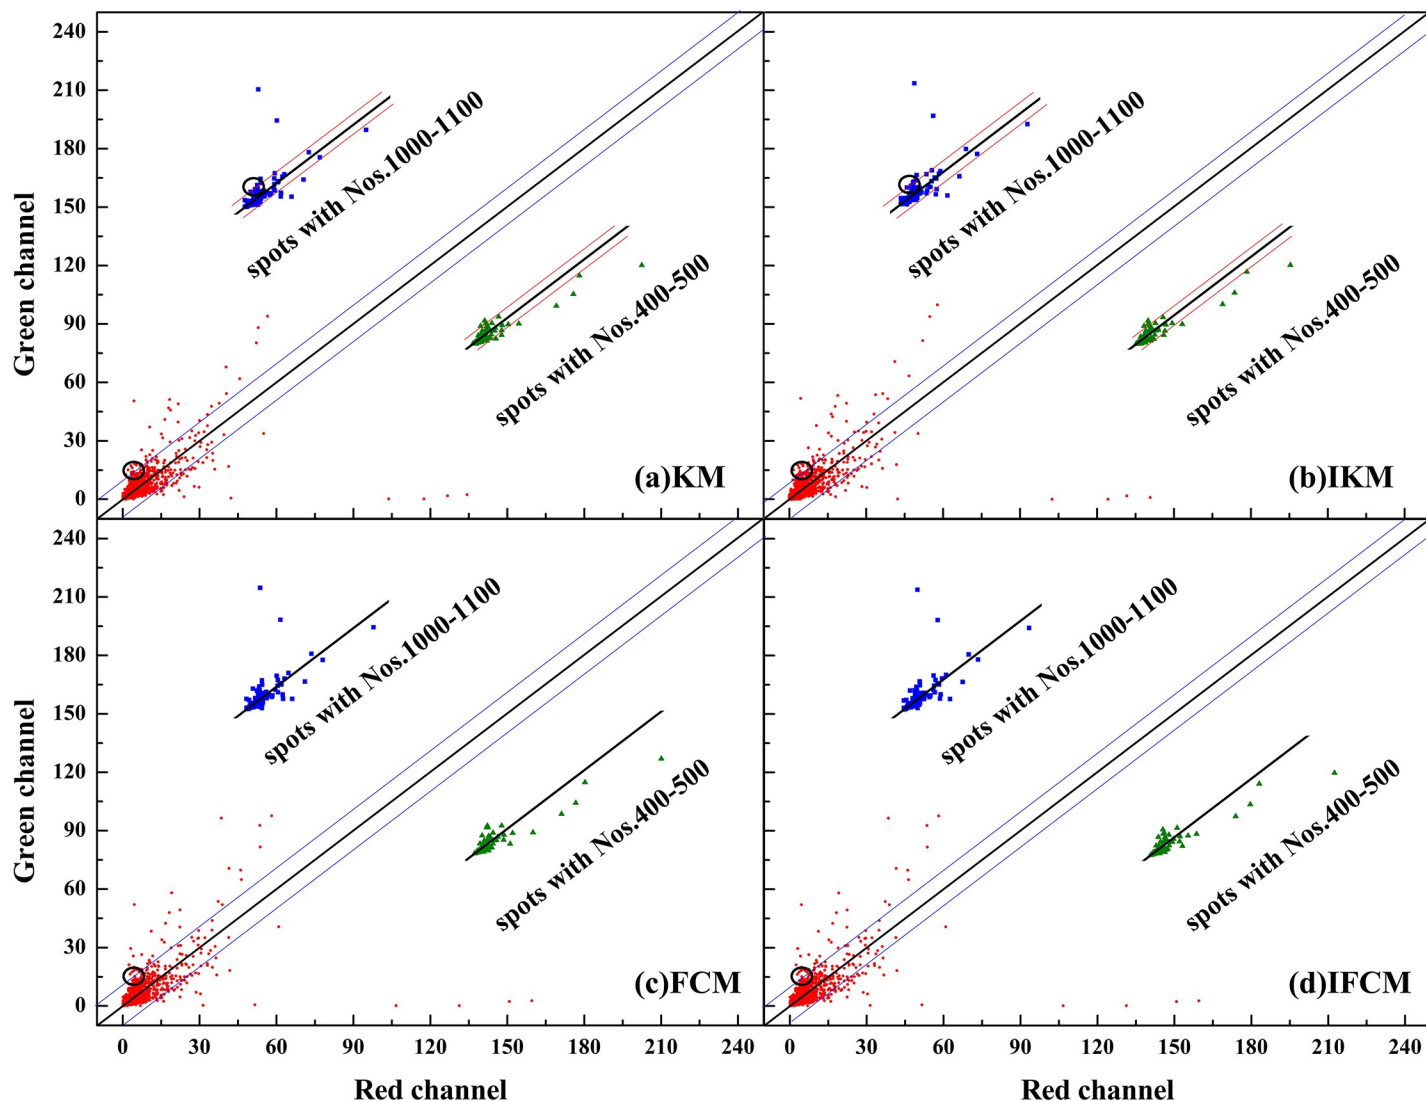 240
210
180
150
120
90
60
30
0
Green channel
spots with Nos.1000-1100
spots with Nos.400-500
(a)KM
spots with Nos.1000-1100
spots with Nos.400-500
(b)IKM
240
210
180
150
120
90
60
30
0
Green channel
spots with Nos.1000-1100
spots with Nos.400-500
(c)FCM
spots with Nos.1000-1100
spots with Nos.400-500
(d)IFCM
0 30 60 90 120 150 180 210 240
0 30 60 90 120 150 180 210 240
Red channel
Red channel